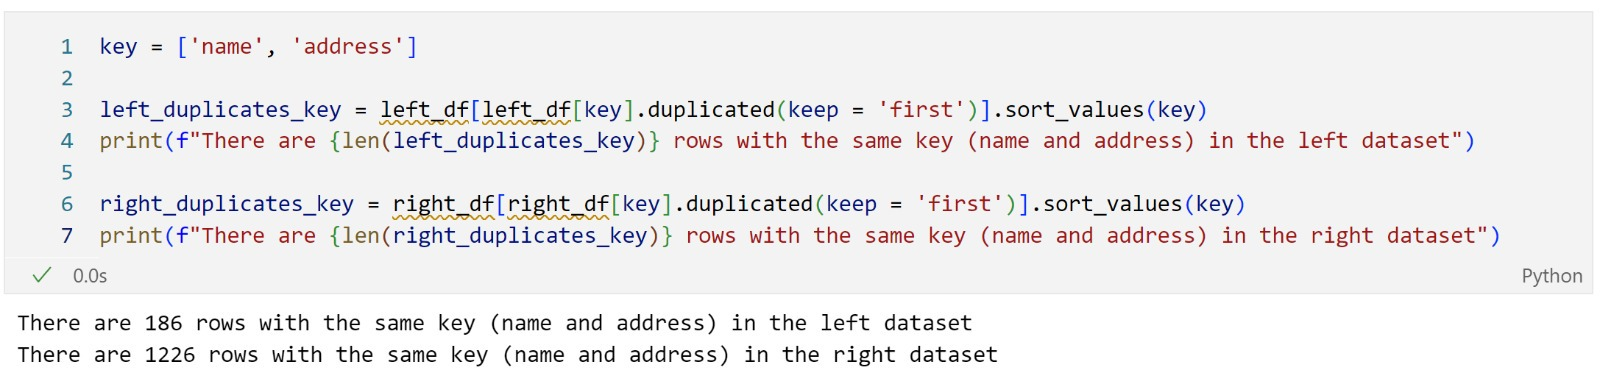 1 key = ['name', 'address']
2
3 left_duplicates_key = left_df[left_df[key].duplicated(keep = 'first')].sort_values(key)
4 print(f"There are {len(left_duplicates_key)} rows with the same key (name and address) in the left dataset")
5
6 right_duplicates_key = right_df[right_df[key].duplicated(keep = 'first')].sort_values(key)
7 print(f"There are {len(right_duplicates_key)} rows with the same key (name and address) in the right dataset")
✓ 0.0s Python
There are 186 rows with the same key (name and address) in the left dataset
There are 1226 rows with the same key (name and address) in the right dataset